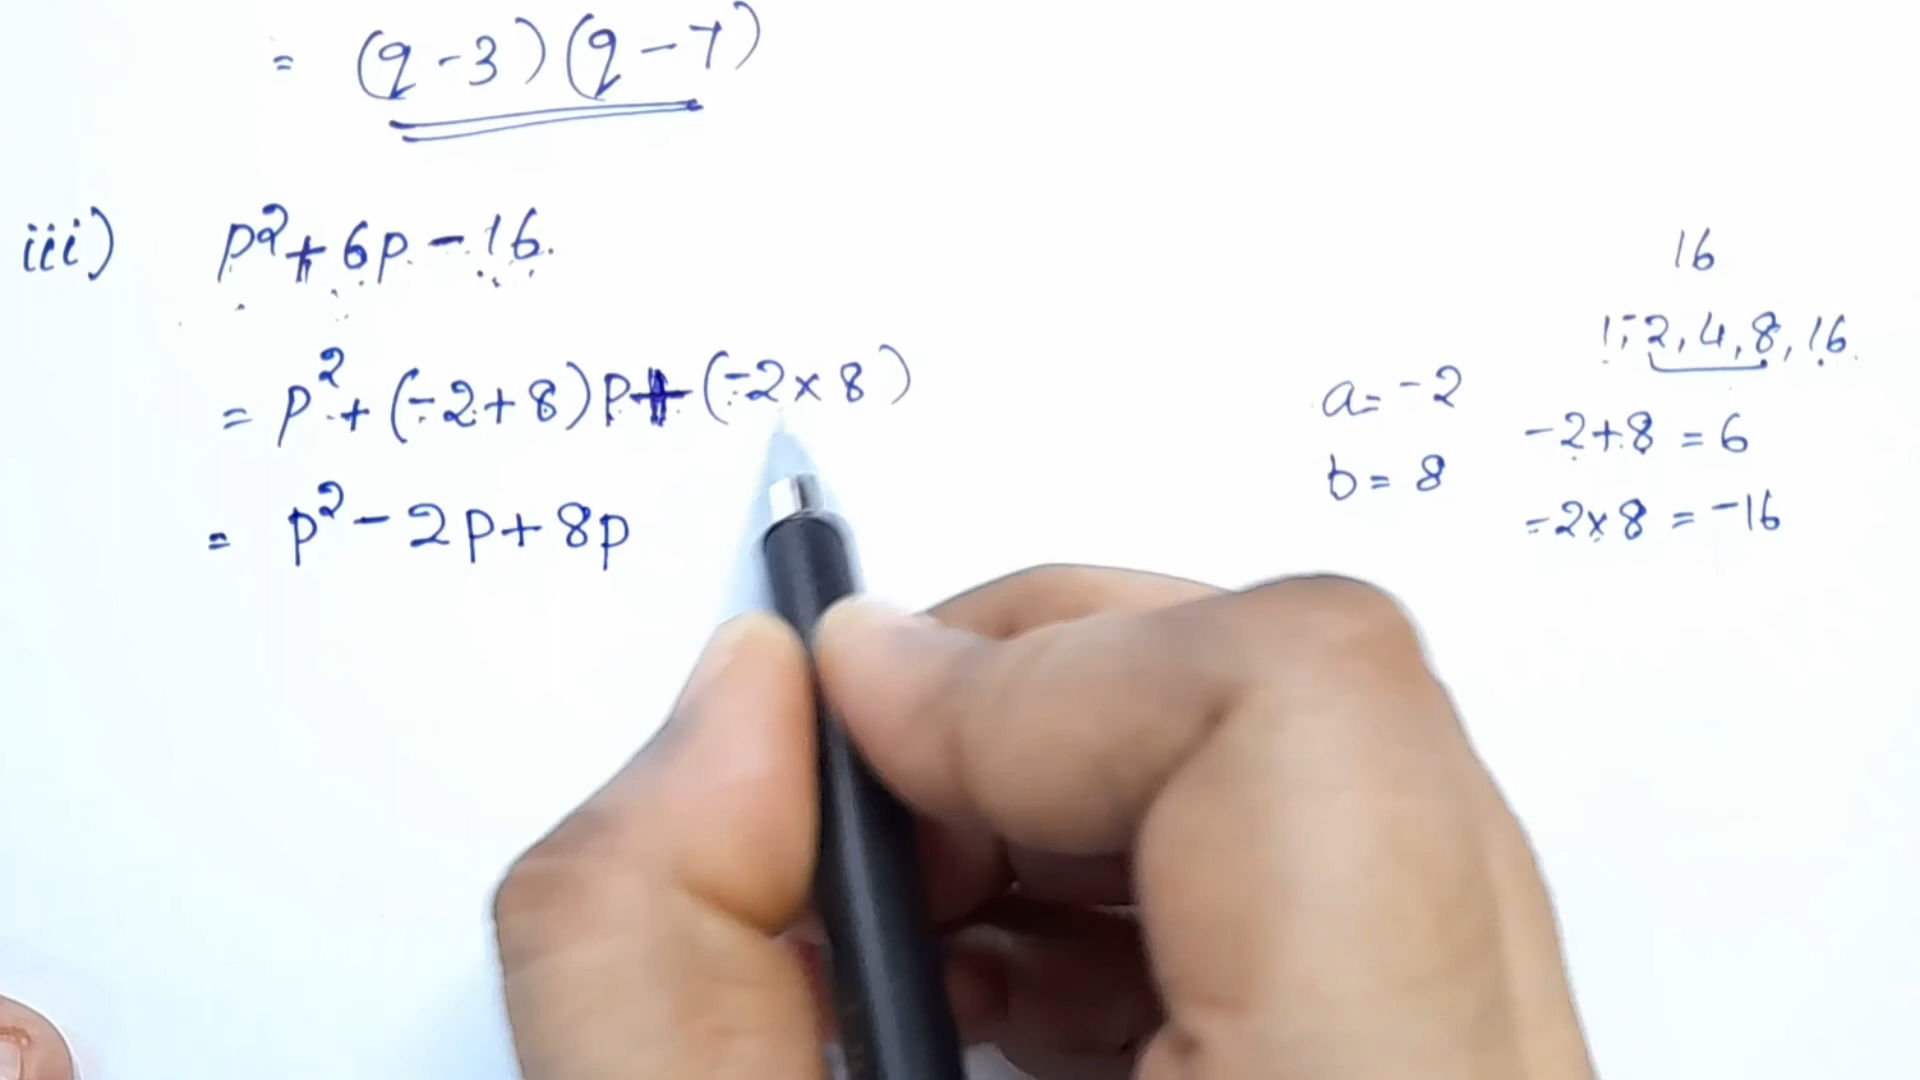 = (q - 3) (q - 7)
iii) p² + 6p - 16.
= p² + (-2 + 8) p + (-2 × 8)
= p² - 2p + 8p
16
1, 2, 4, 8, 16
a = -2
b = 8
-2 + 8 = 6
-2 × 8 = -16